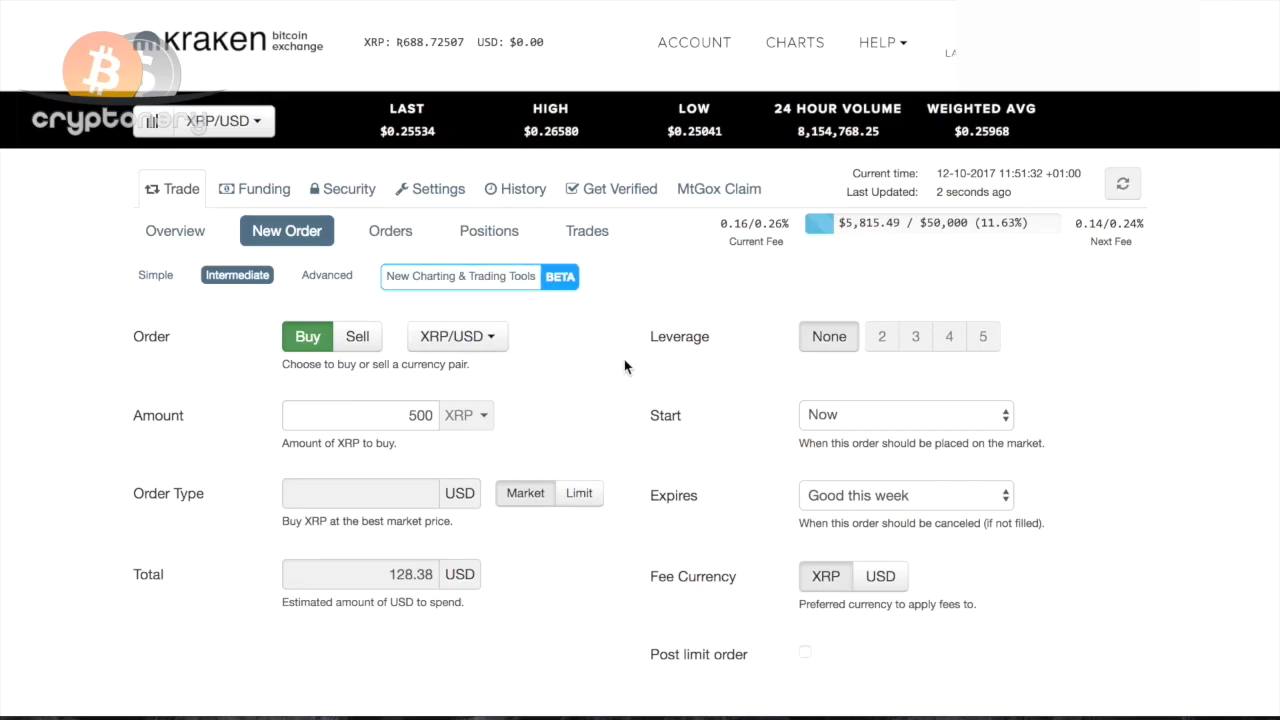 kraken bitcoin exchange
XRP: Ʀ688.72507 USD: $0.00
ACCOUNT CHARTS HELP
LA
cryptonery
XRP/USD
LAST HIGH LOW 24 HOUR VOLUME WEIGHTED AVG
$0.25534 $0.26580 $0.25041 8,154,768.25 $0.25968
Trade Funding Security Settings History Get Verified MtGox Claim
Current time: 12-10-2017 11:51:32 +01:00
Last Updated: 2 seconds ago
Overview New Order Orders Positions Trades
0.16/0.26% $5,815.49 / $50,000 (11.63%) 0.14/0.24%
Current Fee Next Fee
Simple Intermediate Advanced New Charting & Trading Tools BETA
Order Buy Sell XRP/USD
Choose to buy or sell a currency pair.
Leverage None 2 3 4 5
Amount 500 XRP
Amount of XRP to buy.
Start Now
When this order should be placed on the market.
Order Type USD Market Limit
Buy XRP at the best market price.
Expires Good this week
When this order should be canceled (if not filled).
Total 128.38 USD
Estimated amount of USD to spend.
Fee Currency XRP USD
Preferred currency to apply fees to.
Post limit order